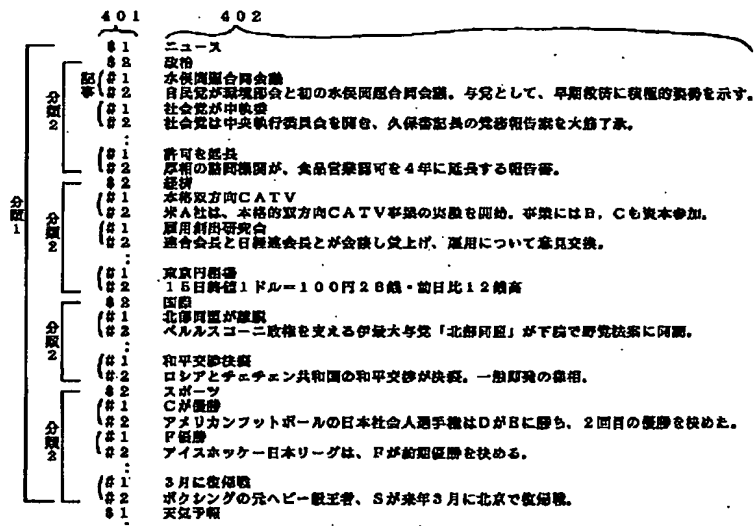 401 402
$1 ニュース
$2 政治
#1 水俣問題合同会議
#2 自民党が環境部会と初の水俣問題合同会議。与党として、早期救済に積極的姿勢を示す。
#1 社会党が中執委
#2 社会党は中央執行委員会を開き、久保書記長の党務報告案を大筋了承。
:
#1 許可を延長
#2 厚相の諮問機関が、食品営業許可を4年に延長する報告書。
$2 経済
#1 本格双方向CATV
#2 米A社は、本格的双方向CATV事業の実験を開始。事業にはB，Cも資本参加。
#1 雇用創出研究会
#2 連合会長と日経連会長とが会談し賃上げ、雇用について意見交換。
:
#1 東京円相場
#2 15日終値1ドル＝100円28銭・前日比12銭高
$2 国際
#1 北部同盟が離脱
#2 ベルルスコーニ政権を支える伊最大与党「北部同盟」が下院で野党法案に同調。
:
#1 和平交渉決裂
#2 ロシアとチェチェン共和国の和平交渉が決裂。一触即発の様相。
$2 スポーツ
#1 Cが優勝
#2 アメリカンフットボールの日本社会人選手権はDがEに勝ち、2回目の優勝を決めた。
#1 F優勝
#2 アイスホッケー日本リーグは、Fが前期優勝を決める。
:
#1 3月に復帰戦
#2 ボクシングの元ヘビー級王者、Sが来年3月に北京で復帰戦。
$1 天気予報
:
分類1
分類2
分類2
分類2
分類2
記事